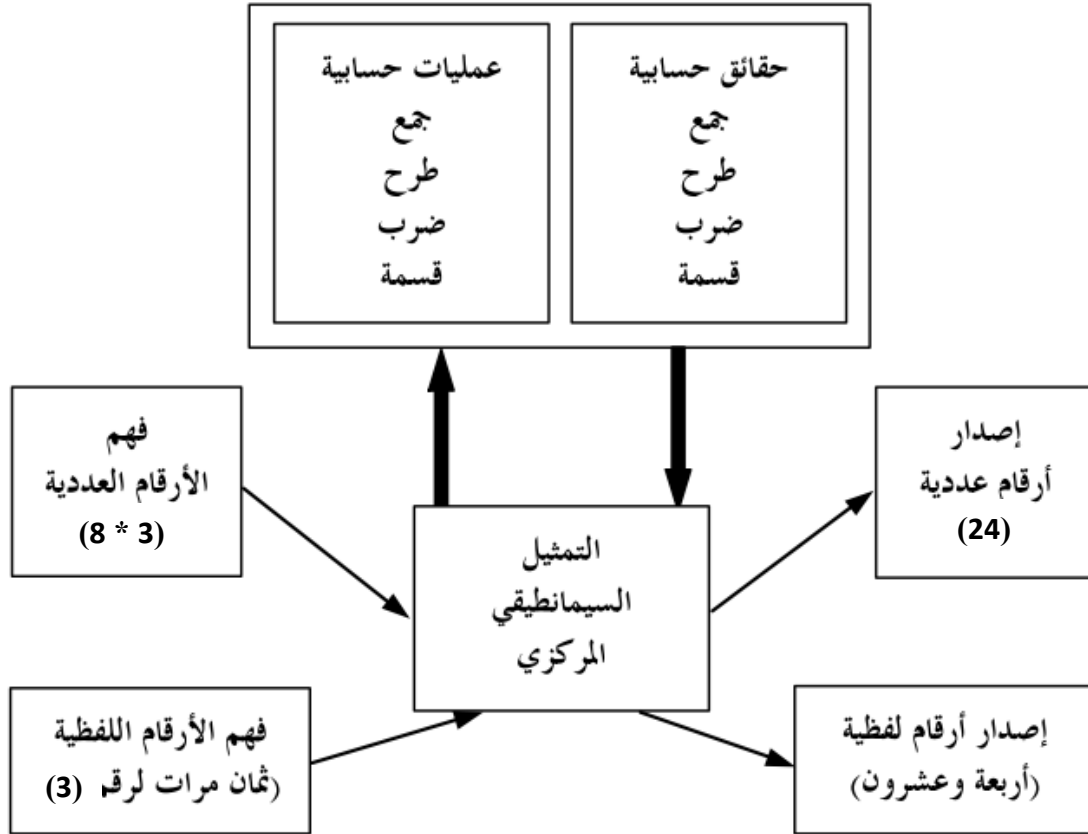 حقائق حسابية
جمع
طرح
ضرب
قسمة
عمليات حسابية
جمع
طرح
ضرب
قسمة
إصدار
أرقام عددية
(24)
فهم
الأرقام العددية
(8 * 3)
التمثيل
السيمانطيقي
المركزي
إصدار أرقام لفظية
(أربعة وعشرون)
فهم الأرقام اللفظية
(ثمان مرات لرقم (3)